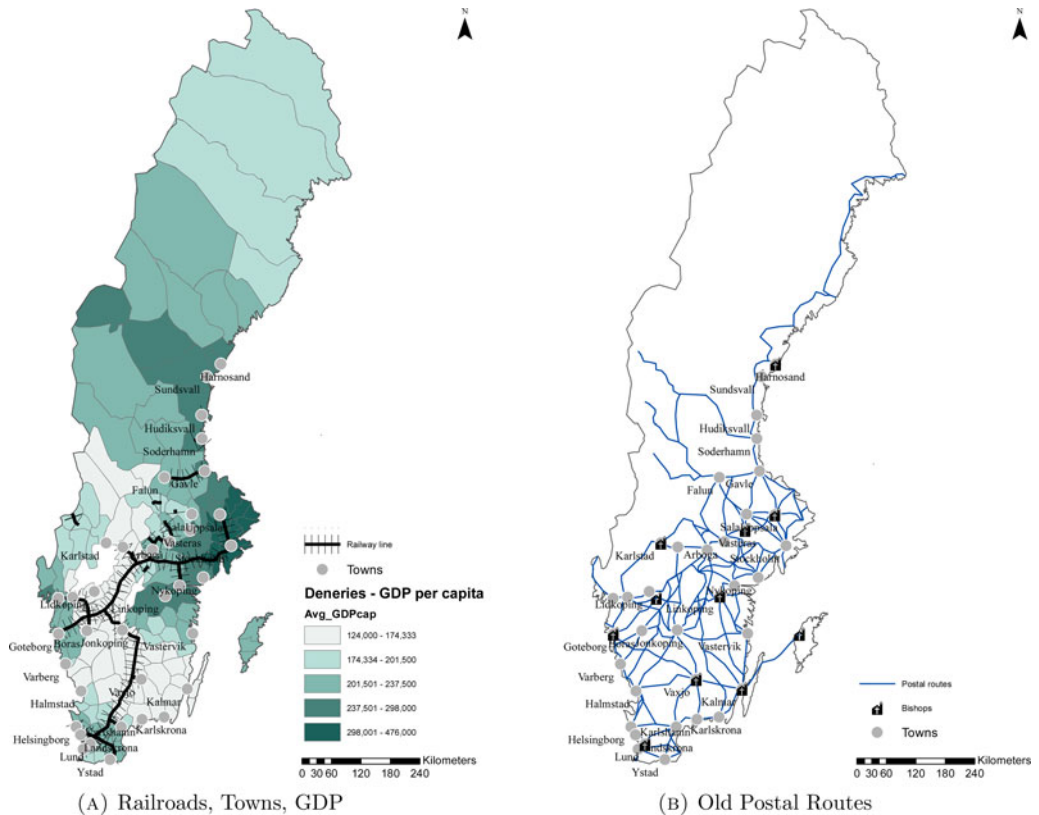 N
Harnosand
Sundsvall
Hudiksvall
Soderhamn
Falun
Gavle
Sala
Uppsala
Karlstad
Arboga
Vasteras
Nykoping
Lidkoping
Linkoping
Goteborg
Boras
Jonkoping
Vastervik
Varberg
Halmstad
Vaxjo
Kalmar
Karlskrona
Helsingborg
Landskrona
Lund
Ystad
Railway line
Towns
Deneries - GDP per capita
Avg_GDPcap
124,000 - 174,333
174,334 - 201,500
201,501 - 237,500
237,501 - 298,000
298,001 - 476,000
Kilometers
0 30 60 120 180 240
(A) Railroads, Towns, GDP
N
Harnosand
Sundsvall
Hudiksvall
Soderhamn
Gavle
Falun
Sala
Uppsala
Karlstad
Arboga
Vasteras
Stockholm
Nykoping
Lidkoping
Linkoping
Goteborg
Boras
Jonkoping
Vastervik
Varberg
Halmstad
Vaxjo
Kalmar
Karlshamn
Karlskrona
Helsingborg
Landskrona
Lund
Ystad
Postal routes
Bishops
Towns
Kilometers
0 30 60 120 180 240
(B) Old Postal Routes